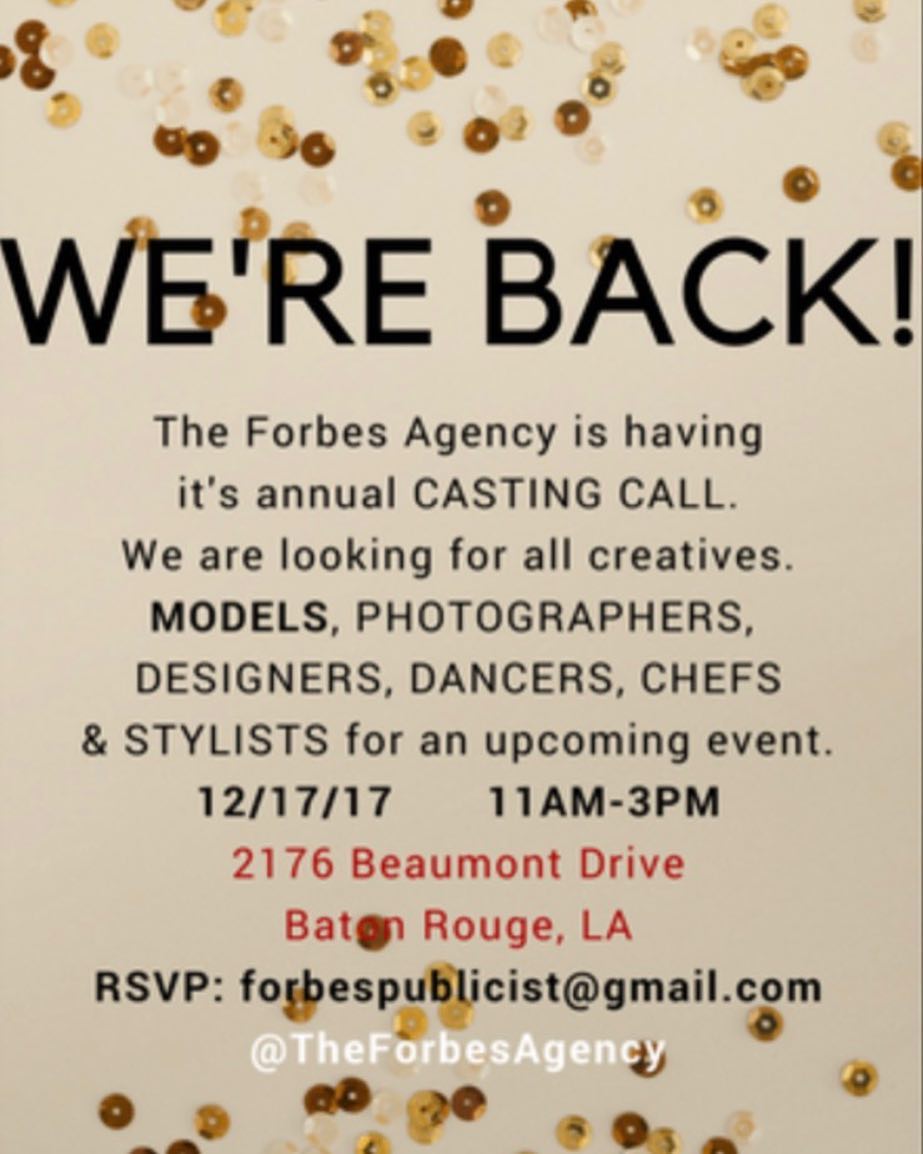 WE'RE BACK!
The Forbes Agency is having
it's annual CASTING CALL.
We are looking for all creatives.
MODELS, PHOTOGRAPHERS,
DESIGNERS, DANCERS, CHEFS
& STYLISTS for an upcoming event.
12/17/17 11AM-3PM
2176 Beaumont Drive
Baton Rouge, LA
RSVP: forbespublicist@gmail.com
@TheForbesAgency